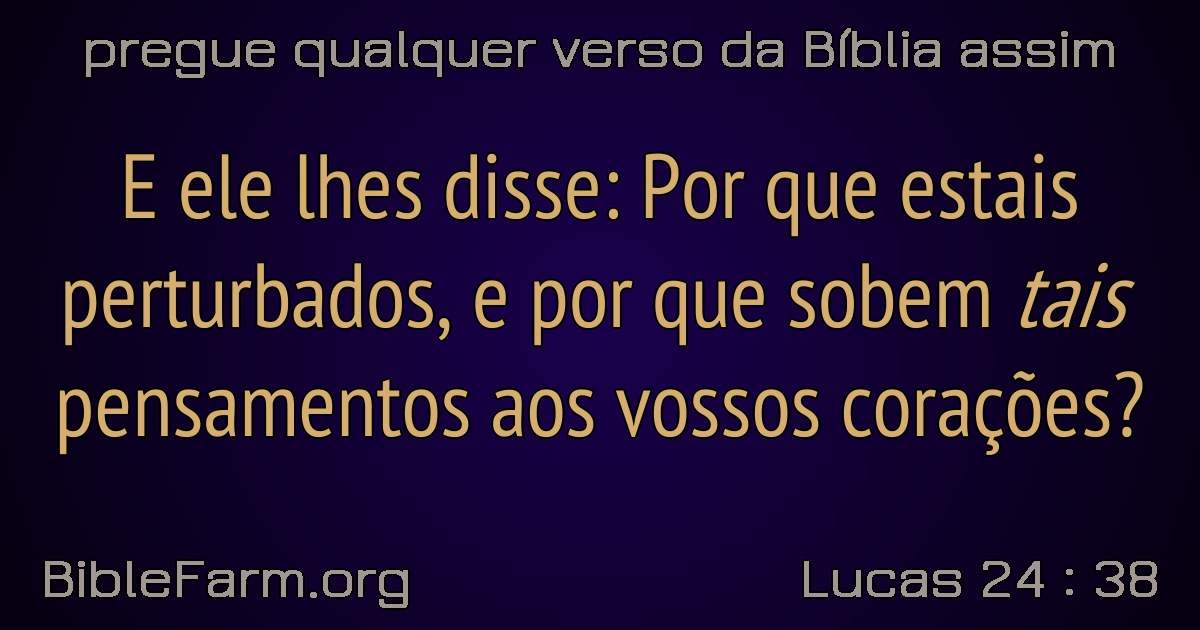 pregue qualquer verso da Bíblia assim
E ele lhes disse: Por que estais
perturbados, e por que sobem tais
pensamentos aos vossos corações?
BibleFarm.org
Lucas 24 : 38